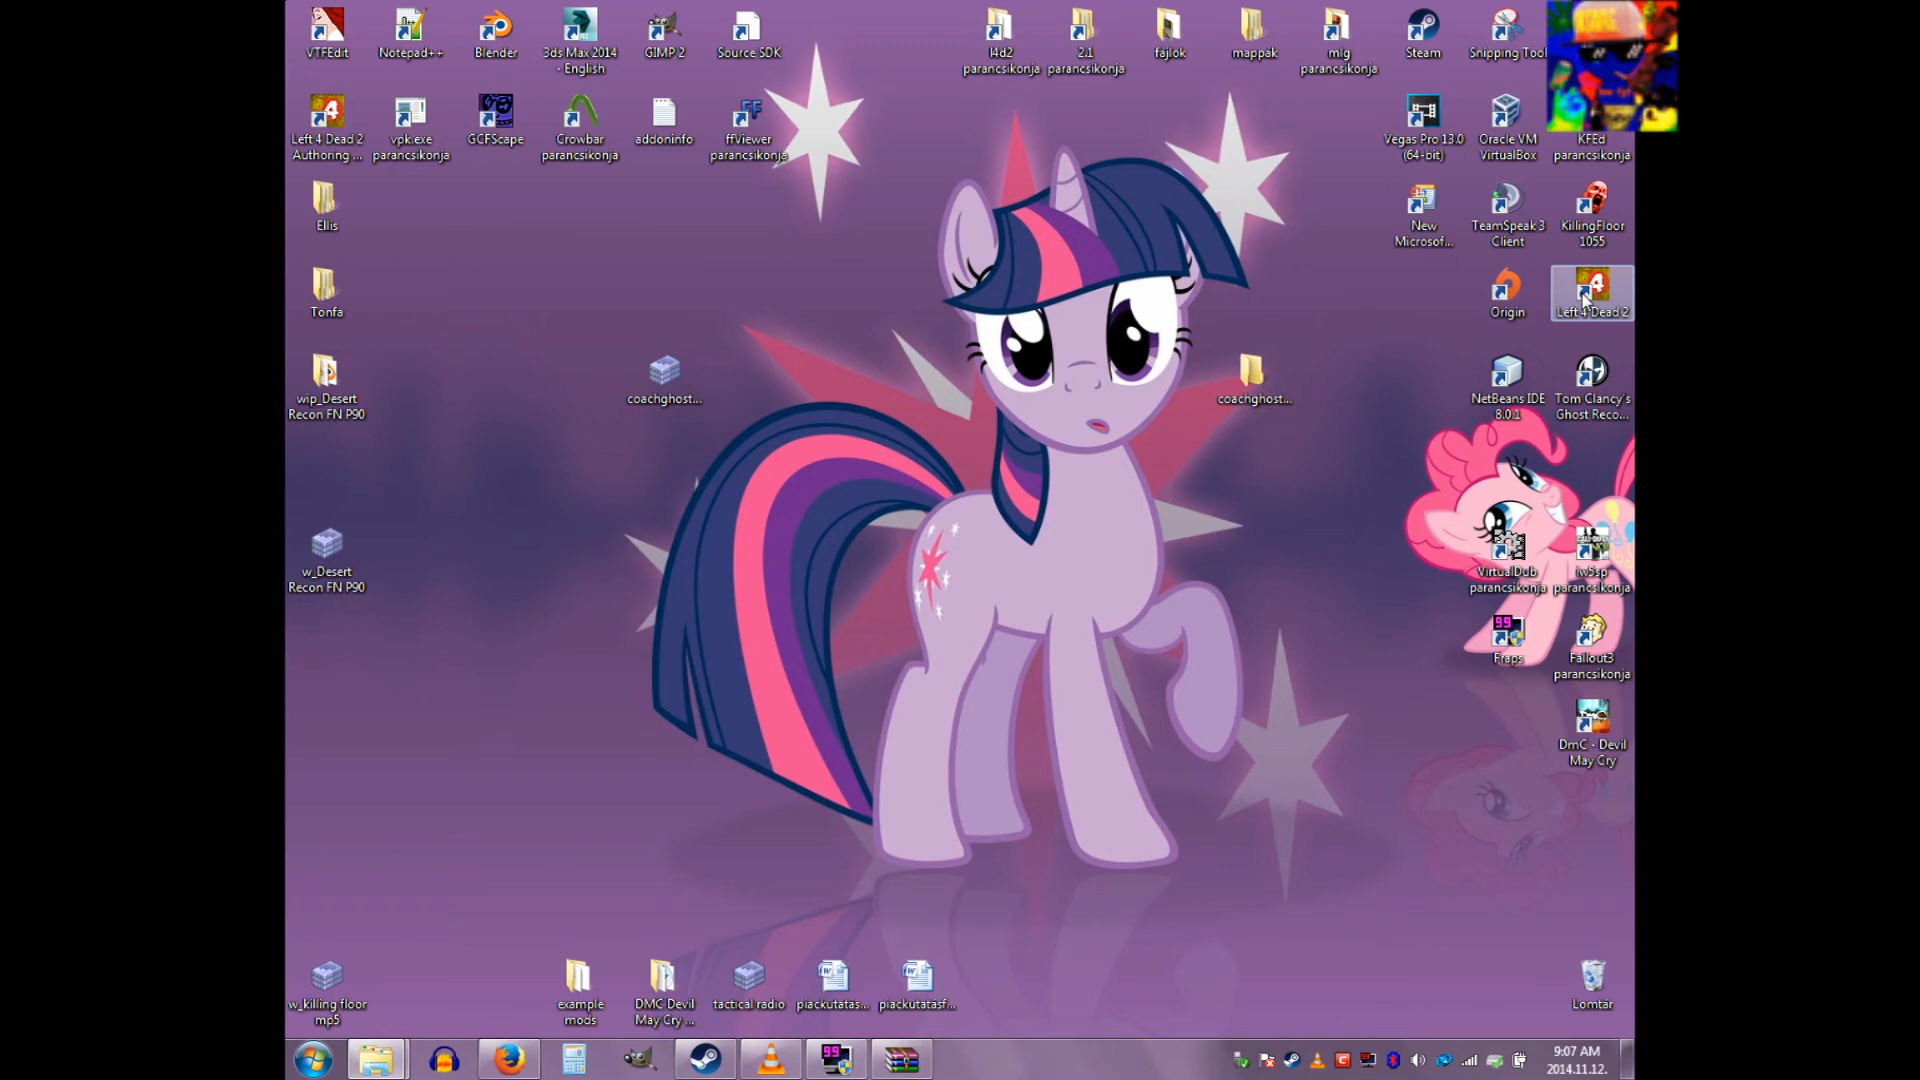 VTFEdit
Notepad++
Blender
3ds Max 2014
- English
GIMP 2
Source SDK
l4d2
parancsikonja
2.1
parancsikonja
fájlok
mappák
mig
parancsikonja
Steam
Snipping Tool
Left 4 Dead 2
Authoring ...
vpk.exe
parancsikonja
GCFScape
Crowbar
parancsikonja
addoninfo
ffViewer
parancsikonja
Vegas Pro 13.0
(64-bit)
Oracle VM
VirtualBox
KFEd
parancsikonja
Ellis
New
Microsof...
TeamSpeak 3
Client
KillingFloor
1055
Tonfa
Origin
Left 4 Dead 2
wip_Desert
Recon FN P90
coachghost...
coachghost...
NetBeans IDE
8.0.1
Tom Clancy's
Ghost Reco...
w_Desert
Recon FN P90
VirtualDub
parancsikonja
iw5sp
parancsikonja
99
Fraps
Fallout3
parancsikonja
DmC - Devil
May Cry
w_killing floor
mp5
example
mods
DMC Devil
May Cry ...
tactical radio
piackutatas...
piackutatasf...
Lomtár
99
9:07 AM
2014.11.12.